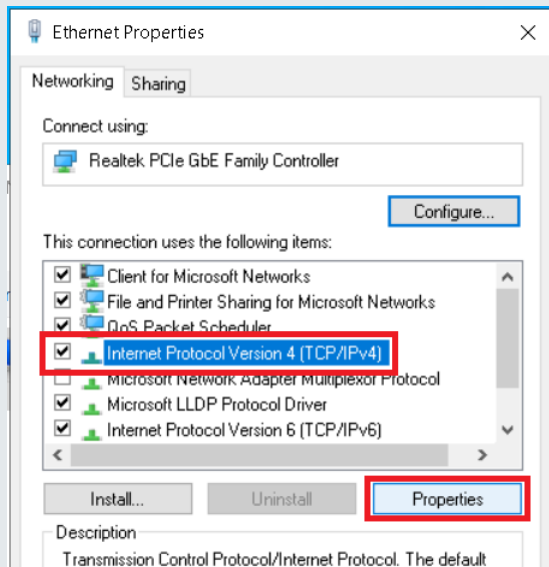 Ethernet Properties
Networking
Sharing
Connect using:
Realtek PCIe GbE Family Controller
Configure...
This connection uses the following items:
Client for Microsoft Networks
File and Printer Sharing for Microsoft Networks
QoS Packet Scheduler
Internet Protocol Version 4 (TCP/IPv4)
Microsoft Network Adapter Multiplexor Protocol
Microsoft LLDP Protocol Driver
Internet Protocol Version 6 (TCP/IPv6)
Install...
Uninstall
Properties
Description
Transmission Control Protocol/Internet Protocol. The default